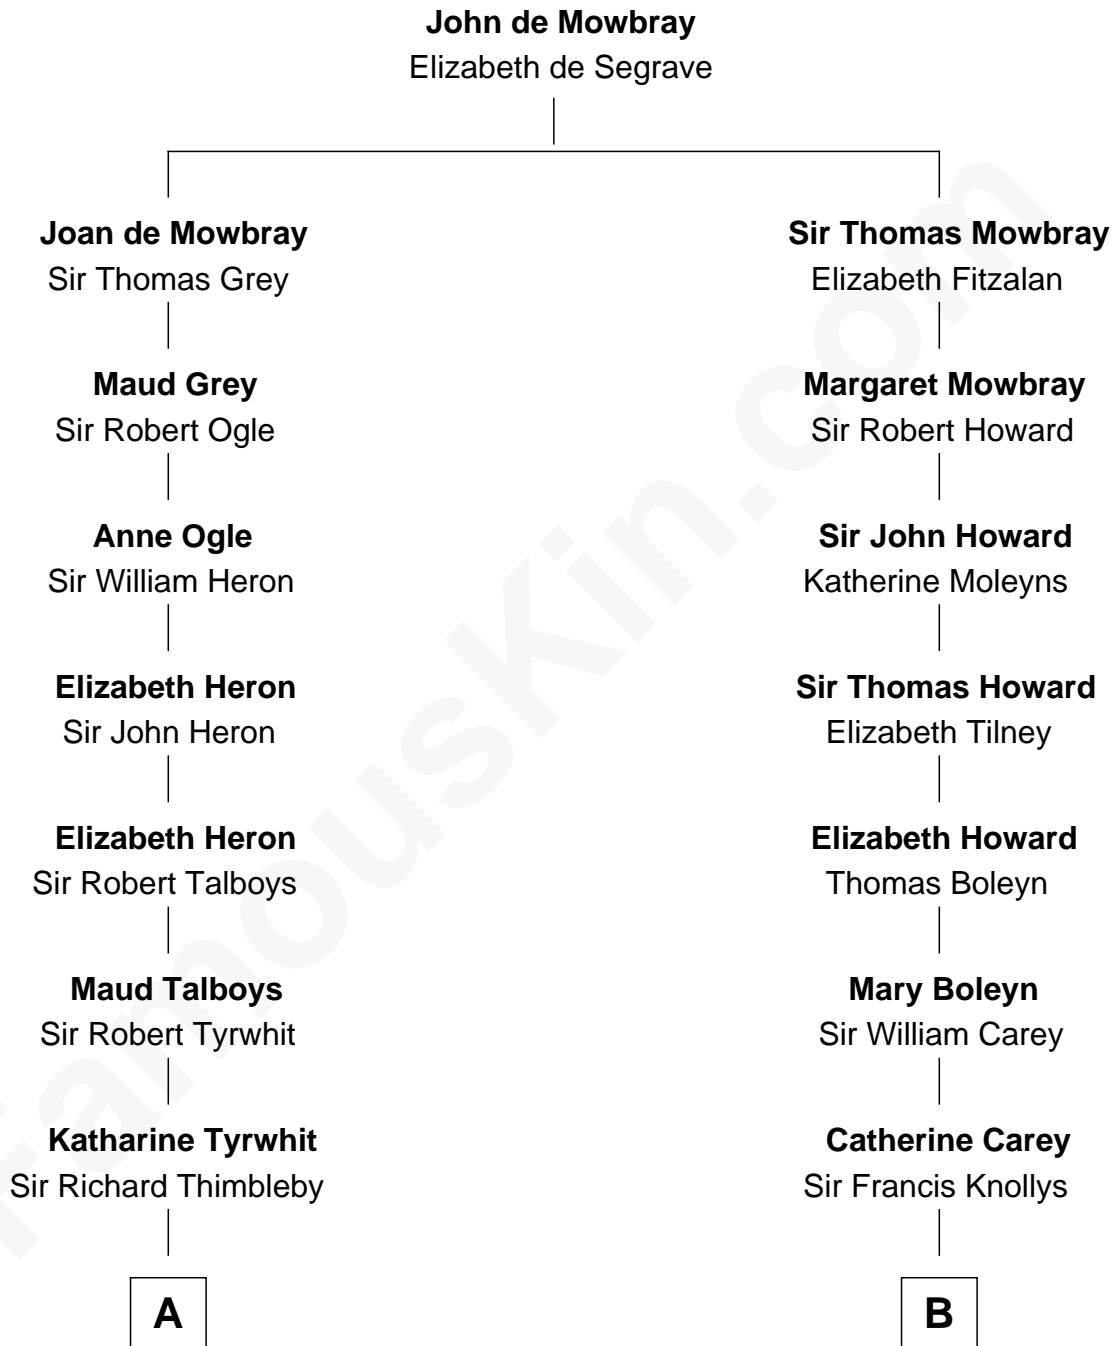 John de Mowbray
Elizabeth de Segrave
Joan de Mowbray
Sir Thomas Grey
Sir Thomas Mowbray
Elizabeth Fitzalan
Maud Grey
Sir Robert Ogle
Margaret Mowbray
Sir Robert Howard
Anne Ogle
Sir William Heron
Sir John Howard
Katherine Moleyns
Elizabeth Heron
Sir John Heron
Sir Thomas Howard
Elizabeth Tilney
Elizabeth Heron
Sir Robert Talboys
Elizabeth Howard
Thomas Boleyn
Maud Talboys
Sir Robert Tyrwhit
Mary Boleyn
Sir William Carey
Katharine Tyrwhit
Sir Richard Thimbleby
Catherine Carey
Sir Francis Knollys
A
B
FamousKin.com